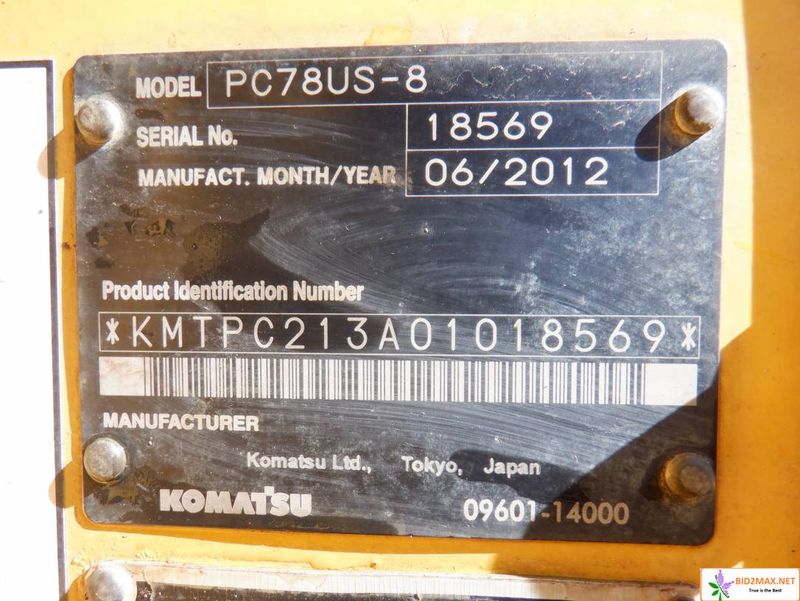 MODEL PC78US-8
SERIAL No. 18569
MANUFACT. MONTH/YEAR 06/2012
Product Identification Number
*KMTPC213A01018569*
MANUFACTURER
Komatsu Ltd., Tokyo, Japan
KOMATSU 09601-14000
BID2MAX.NET
True is the Best